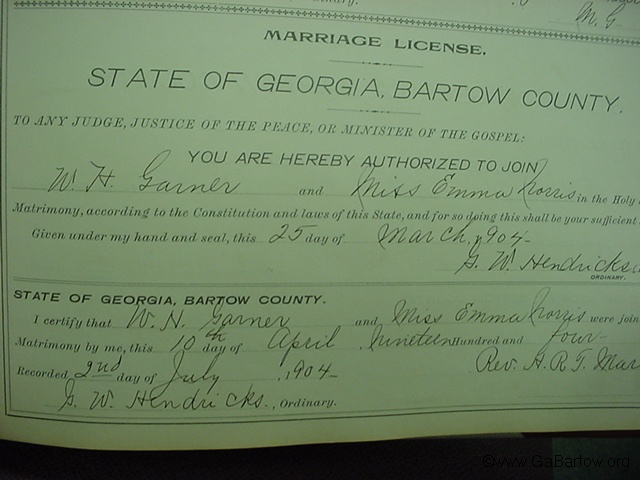 M. G
MARRIAGE LICENSE.
STATE OF GEORGIA, BARTOW COUNTY.
TO ANY JUDGE, JUSTICE OF THE PEACE, OR MINISTER OF THE GOSPEL:
YOU ARE HEREBY AUTHORIZED TO JOIN
W. H. Garner and Miss Emma Norris in the Holy
Matrimony, according to the Constitution and laws of this State, and for so doing this shall be your sufficient
Given under my hand and seal, this 25 day of March, 1904
G. W. Hendricks
ORDINARY.
STATE OF GEORGIA, BARTOW COUNTY.
I certify that W. H. Garner and Miss Emma Norris were join
Matrimony by me, this 10th day of April Nineteen Hundred and four
Rev. H. R. T. Mar
Recorded 2nd day of July 1904
G. W. Hendricks, Ordinary.
©www.GaBartow.org